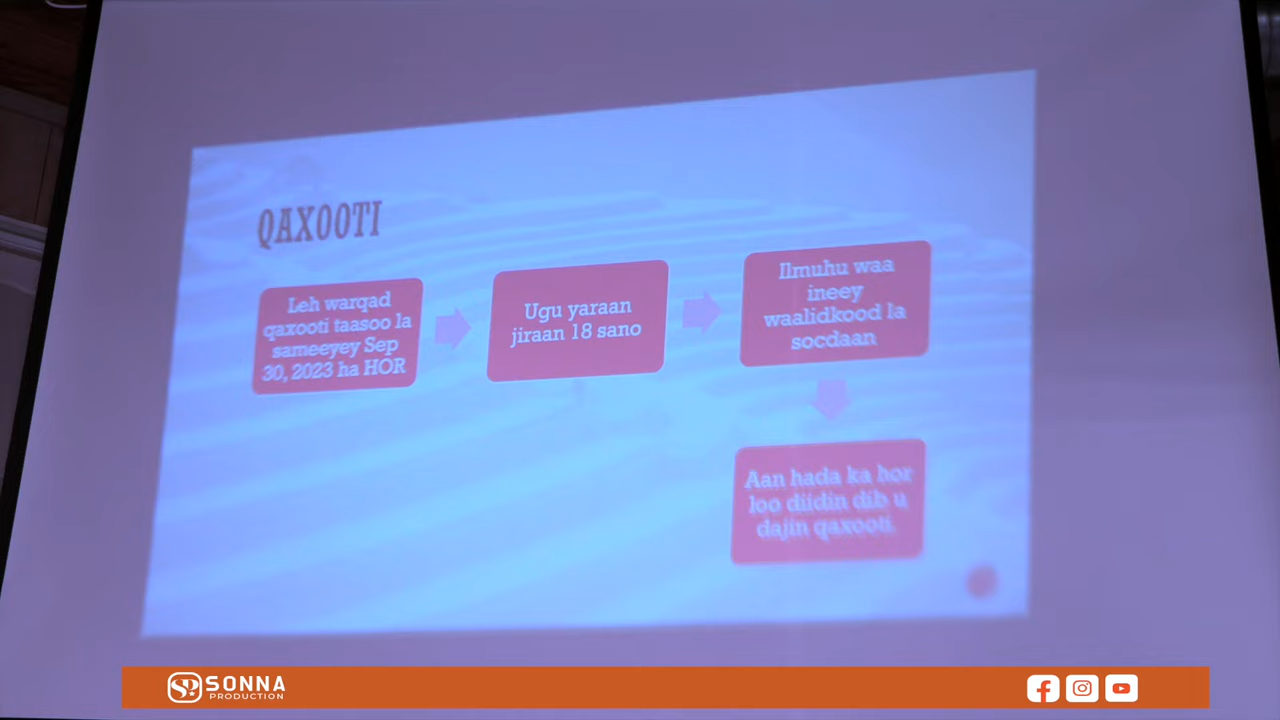 QAXOOTI
Leh warqad
qaxooti taasoo la
sameeyey Sep
30, 2023 ha HOR
Ugu yaraan
jiraan 18 sano
Ilmuhu waa
ineey
waalidkood la
socdaan
Aan hada ka hor
loo diidin dib u
dajin qaxooti.
SP SONNA
PRODUCTION